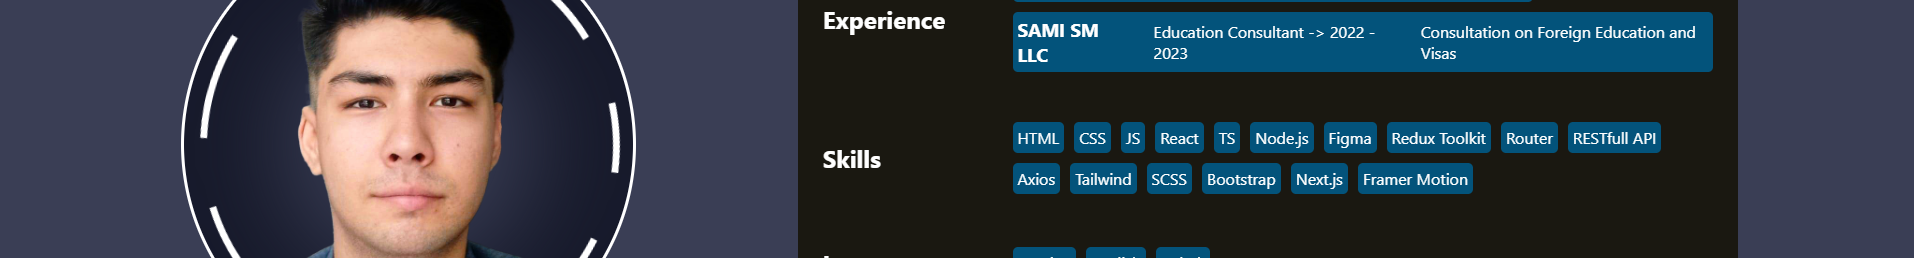 Experience
SAMI SM
LLC
Education Consultant -> 2022 -
2023
Consultation on Foreign Education and
Visas
Skills
HTML CSS JS React TS Node.js Figma Redux Toolkit Router RESTfull API
Axios Tailwind SCSS Bootstrap Next.js Framer Motion